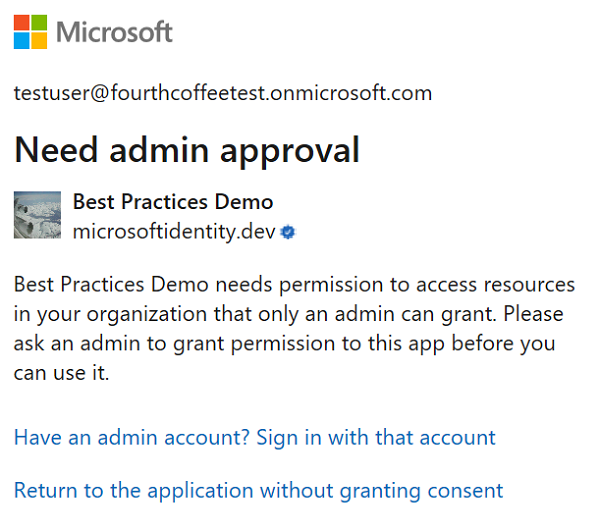 Microsoft
testuser@fourthcoffeetest.onmicrosoft.com
Need admin approval
Best Practices Demo
microsoftidentity.dev
Best Practices Demo needs permission to access resources
in your organization that only an admin can grant. Please
ask an admin to grant permission to this app before you
can use it.
Have an admin account? Sign in with that account
Return to the application without granting consent